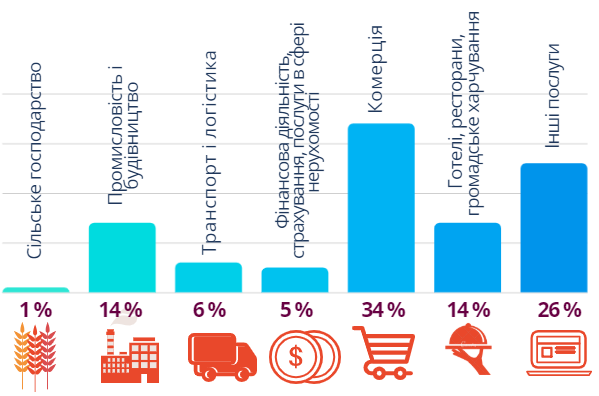 Сільське господарство
Промисловість і
будівництво
Транспорт і логістика
Фінансова діяльність,
страхування, послуги в сфері
нерухомості
Комерція
Готелі, ресторани,
громадське харчування
Інші послуги
1 %
14 %
6 %
5 %
34 %
14 %
26 %
$